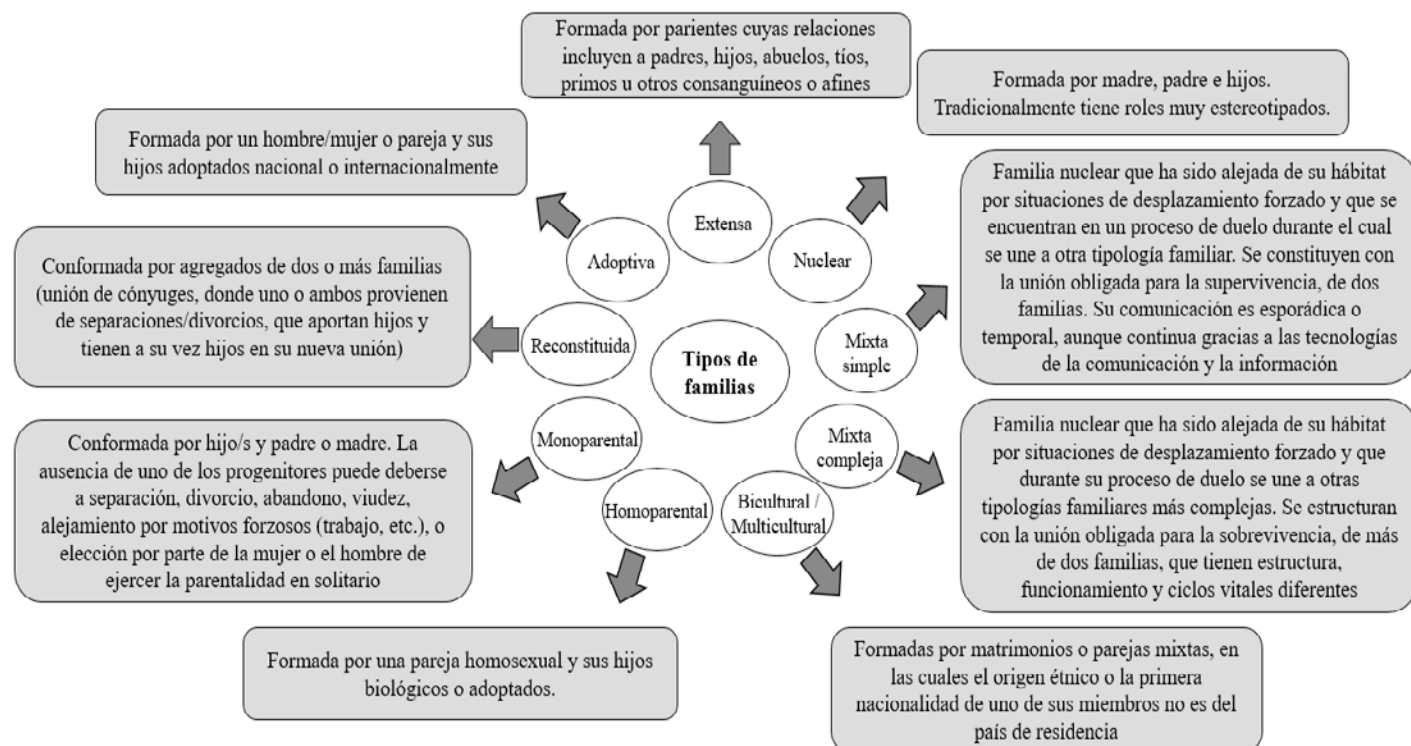 Formada por parientes cuyas relaciones
incluyen a padres, hijos, abuelos, tíos,
primos u otros consanguíneos o afines
Formada por madre, padre e hijos.
Tradicionalmente tiene roles muy estereotipados.
Formada por un hombre/mujer o pareja y sus
hijos adoptados nacional o internacionalmente
Familia nuclear que ha sido alejada de su hábitat
por situaciones de desplazamiento forzado y que se
encuentran en un proceso de duelo durante el cual
se une a otra tipología familiar. Se constituyen con
la unión obligada para la supervivencia, de dos
familias. Su comunicación es esporádica o
temporal, aunque continua gracias a las tecnologías
de la comunicación y la información
Extensa
Adoptiva
Nuclear
Conformada por agregados de dos o más familias
(unión de cónyuges, donde uno o ambos provienen
de separaciones/divorcios, que aportan hijos y
tienen a su vez hijos en su nueva unión)
Reconstituida
Tipos de
familias
Mixta
simple
Conformada por hijo/s y padre o madre. La
ausencia de uno de los progenitores puede deberse
a separación, divorcio, abandono, viudez,
alejamiento por motivos forzosos (trabajo, etc.), o
elección por parte de la mujer o el hombre de
ejercer la parentalidad en solitario
Monoparental
Mixta
compleja
Familia nuclear que ha sido alejada de su hábitat
por situaciones de desplazamiento forzado y que
durante su proceso de duelo se une a otras
tipologías familiares más complejas. Se estructuran
con la unión obligada para la sobrevivencia, de más
de dos familias, que tienen estructura,
funcionamiento y ciclos vitales diferentes
Homoparental
Bicultural /
Multicultural
Formada por una pareja homosexual y sus hijos
biológicos o adoptados.
Formadas por matrimonios o parejas mixtas, en
las cuales el origen étnico o la primera
nacionalidad de uno de sus miembros no es del
país de residencia